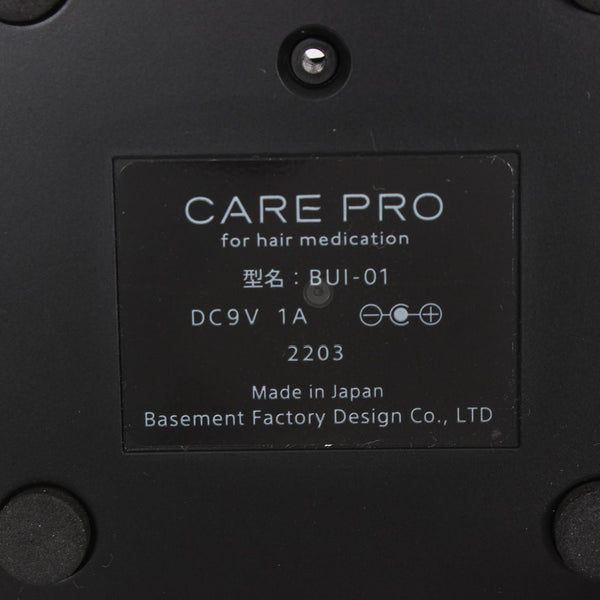 CARE PRO
for hair medication
型名：BUI-01
DC9V 1A
2203
Made in Japan
Basement Factory Design Co., LTD